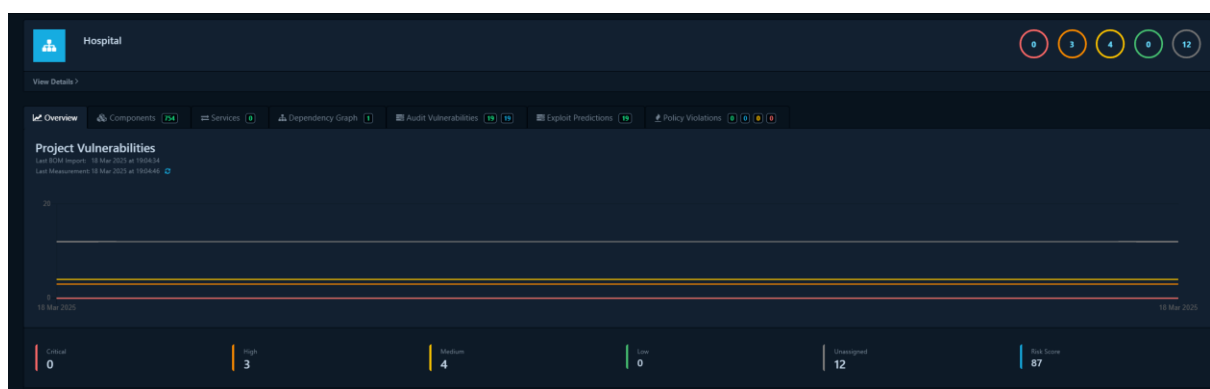 Hospital
0 3 4 0 12
View Details >
Overview Components 754 Services 0 Dependency Graph 1 Audit Vulnerabilities 19 19 Exploit Predictions 19 Policy Violations 0 0 0 0
Project Vulnerabilities
Last BOM Import: 18 Mar 2025 at 19:04:34
Last Measurement: 18 Mar 2025 at 19:04:46
20
0
18 Mar 2025 18 Mar 2025
Critical High Medium Low Unassigned Risk Score
0 3 4 0 12 87